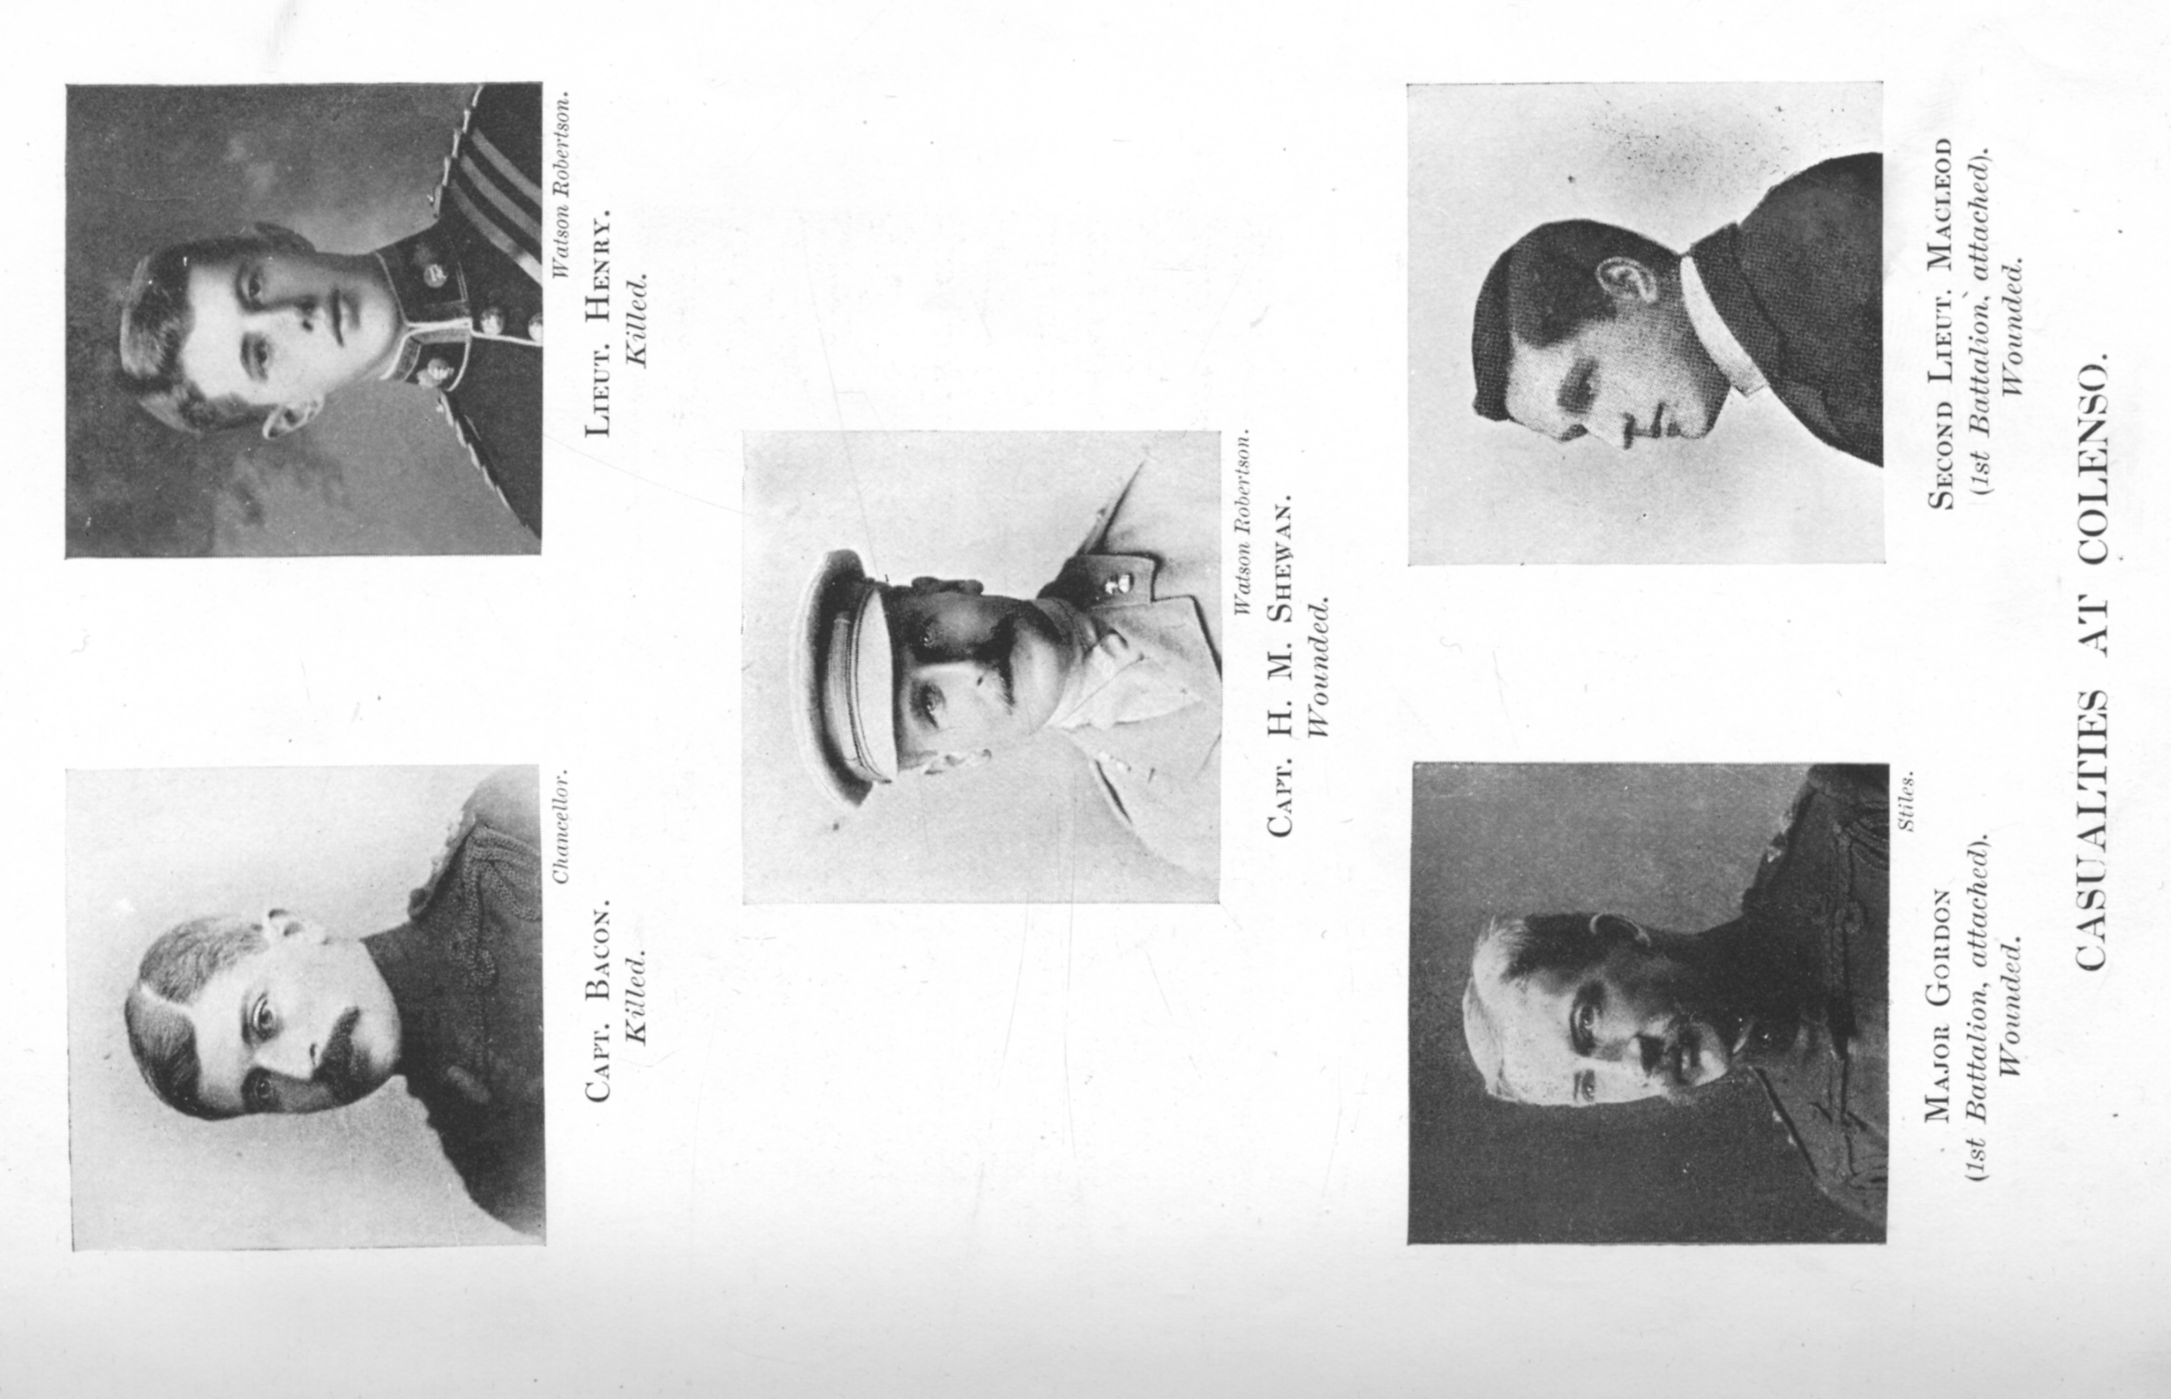 Chancellor.
CAPT. BACON.
Killed.
Watson Robertson.
LIEUT. HENRY.
Killed.
Watson Robertson.
CAPT. H. M. SHEWAN.
Wounded.
Stiles.
MAJOR GORDON
(1st Battalion, attached).
Wounded.
SECOND LIEUT. MACLEOD
(1st Battalion, attached).
Wounded.
CASUALTIES AT COLENSO.